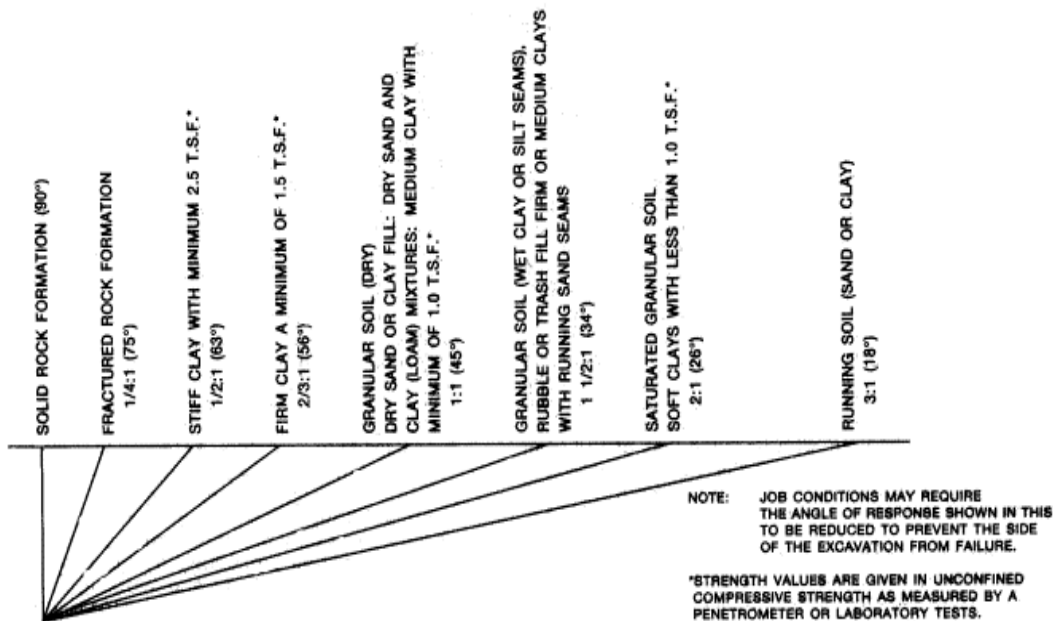 SOLID ROCK FORMATION (90°)
FRACTURED ROCK FORMATION
1/4:1 (75°)
STIFF CLAY WITH MINIMUM 2.5 T.S.F.*
1/2:1 (63°)
FIRM CLAY A MINIMUM OF 1.5 T.S.F.*
2/3:1 (56°)
GRANULAR SOIL (DRY)
DRY SAND OR CLAY FILL: DRY SAND AND
CLAY (LOAM) MIXTURES: MEDIUM CLAY WITH
MINIMUM OF 1.0 T.S.F.*
1:1 (45°)
GRANULAR SOIL (WET CLAY OR SILT SEAMS),
RUBBLE OR TRASH FILL FIRM OR MEDIUM CLAYS
WITH RUNNING SAND SEAMS
1 1/2:1 (34°)
SATURATED GRANULAR SOIL
SOFT CLAYS WITH LESS THAN 1.0 T.S.F.*
2:1 (26°)
RUNNING SOIL (SAND OR CLAY)
3:1 (18°)
NOTE: JOB CONDITIONS MAY REQUIRE
THE ANGLE OF RESPONSE SHOWN IN THIS
TO BE REDUCED TO PREVENT THE SIDE
OF THE EXCAVATION FROM FAILURE.
*STRENGTH VALUES ARE GIVEN IN UNCONFINED
COMPRESSIVE STRENGTH AS MEASURED BY A
PENETROMETER OR LABORATORY TESTS.